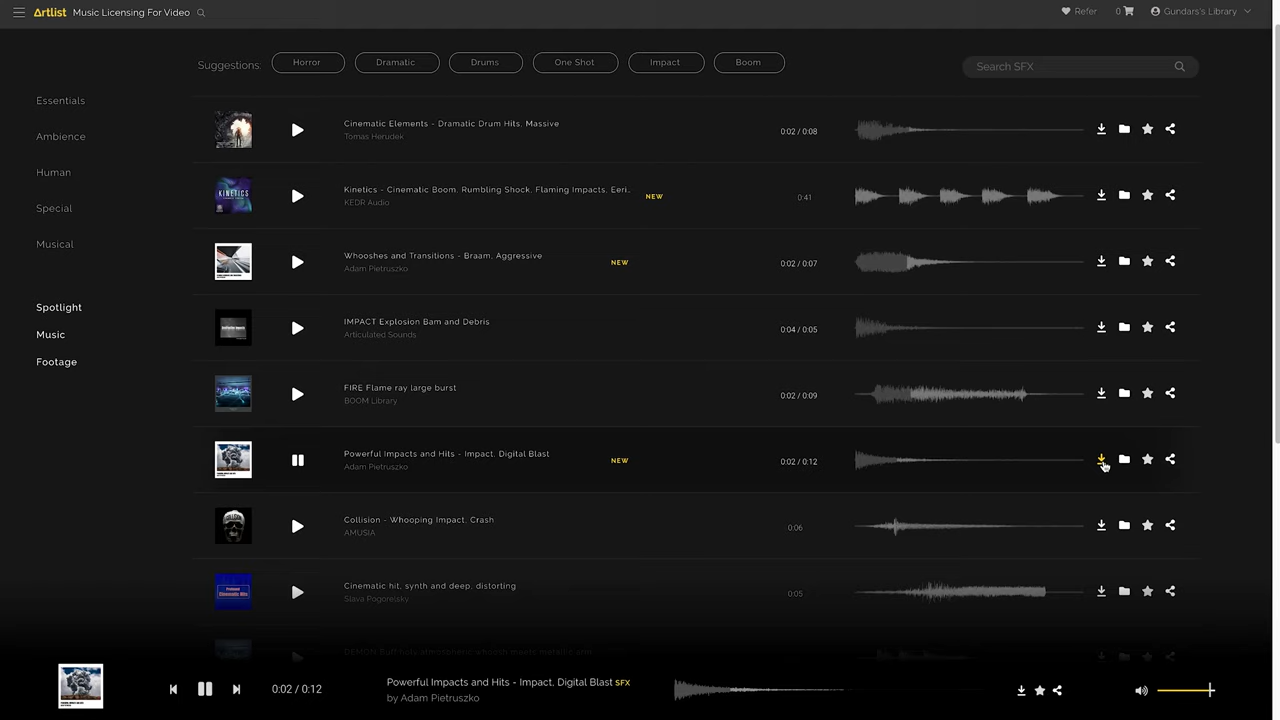 Artlist Music Licensing For Video
Refer 0 Gundars's Library
Suggestions: Horror Dramatic Drums One Shot Impact Boom Search SFX
Essentials
Ambience
Human
Special
Musical
Spotlight
Music
Footage
Cinematic Elements - Dramatic Drum Hits, Massive
Tomas Herudek
0:02 / 0:08
KINETICS
Kinetics - Cinematic Boom, Rumbling Shock, Flaming Impacts, Eeri...
KEDR Audio
NEW
0:41
Whooshes and Transitions - Braam, Aggressive
Adam Pietruszko
NEW
0:02 / 0:07
IMPACT Explosion Bam and Debris
Articulated Sounds
0:04 / 0:05
FIRE Flame ray large burst
BOOM Library
0:02 / 0:09
Powerful Impacts and Hits - Impact, Digital Blast
Adam Pietruszko
NEW
0:02 / 0:12
Collision - Whooping Impact, Crash
AMUSIA
0:06
Cinematic hit, synth and deep, distorting
Slava Pogorelsky
0:05
0:02 / 0:12
Powerful Impacts and Hits - Impact, Digital Blast SFX
by Adam Pietruszko